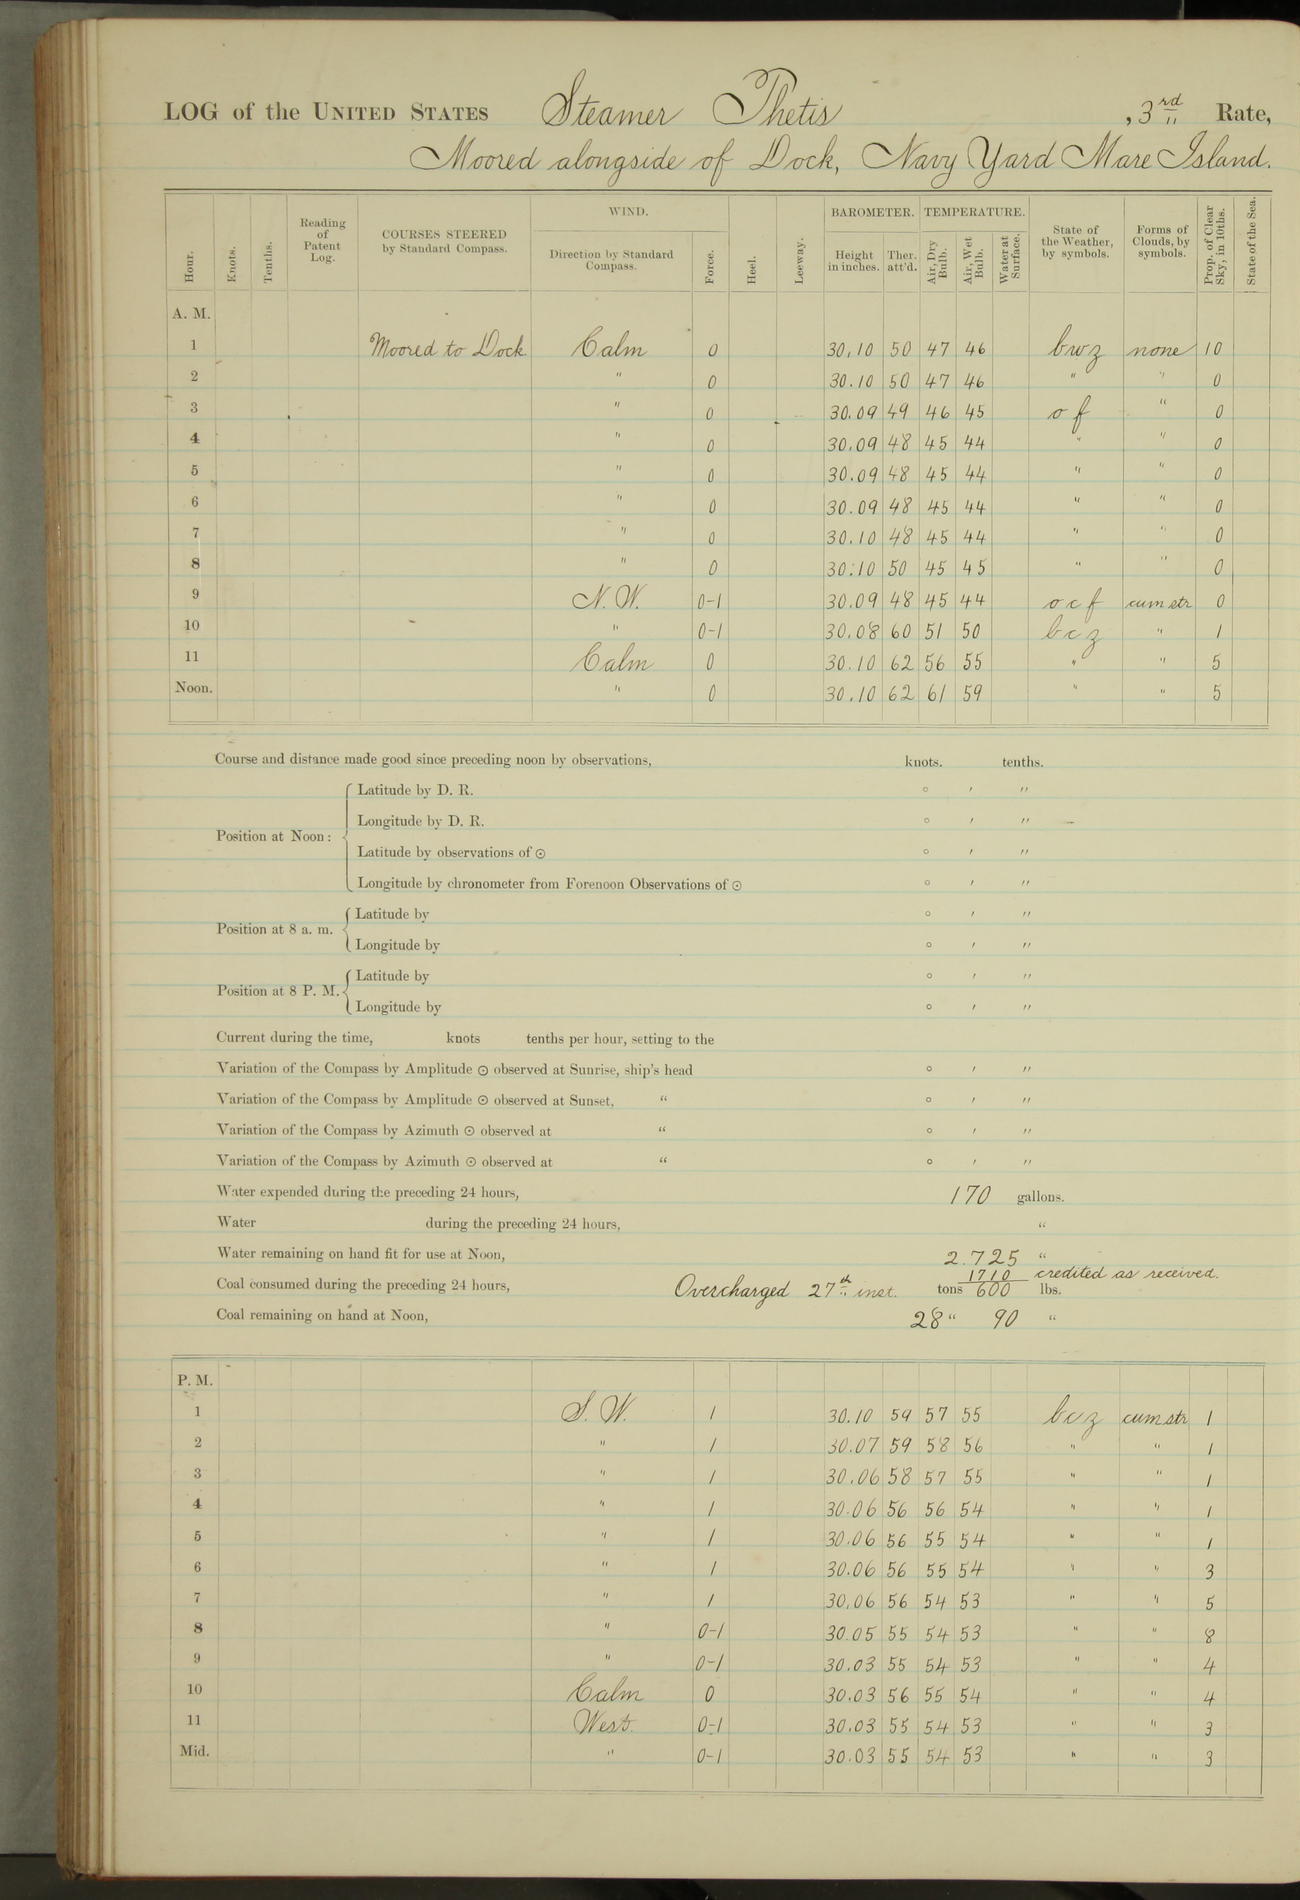 LOG of the UNITED STATES Steamer Thetis , 3rd Rate,
Moored alongside of Dock, Navy Yard Mare Island.
Hour. Knots. Tenths. Reading of Patent Log. COURSES STEERED by Standard Compass. WIND. Direction by Standard Compass. Force. Heel. Leeway. BAROMETER. Height in inches. Ther. att'd. TEMPERATURE. Air, Dry Bulb. Air, Wet Bulb. Water at Surface. State of the Weather, by symbols. Forms of Clouds, by symbols. Prop. of Clear Sky, in 10ths. State of the Sea.
A. M.
1 Moored to Dock Calm 0 30.10 50 47 46 bwz none 10
2 " 0 30.10 50 47 46 " " 0
3 " 0 30.09 49 46 45 o f " 0
4 " 0 30.09 48 45 44 " " 0
5 " 0 30.09 48 45 44 " " 0
6 " 0 30.09 48 45 44 " " 0
7 " 0 30.10 48 45 44 " " 0
8 " 0 30.10 50 45 45 " " 0
9 N. W. 0-1 30.09 48 45 44 o c f cum str 0
10 " 0-1 30.08 60 51 50 b c z " 1
11 Calm 0 30.10 62 56 55 " " 5
Noon. " 0 30.10 62 61 59 " " 5
Course and distance made good since preceding noon by observations, knots. tenths.
Position at Noon: Latitude by D. R. ° ′ ″
Longitude by D. R. ° ′ ″
Latitude by observations of ⊙ ° ′ ″
Longitude by chronometer from Forenoon Observations of ⊙ ° ′ ″
Position at 8 a. m. Latitude by ° ′ ″
Longitude by ° ′ ″
Position at 8 P. M. Latitude by ° ′ ″
Longitude by ° ′ ″
Current during the time, knots tenths per hour, setting to the
Variation of the Compass by Amplitude ⊙ observed at Sunrise, ship's head ° ′ ″
Variation of the Compass by Amplitude ⊙ observed at Sunset, " ° ′ ″
Variation of the Compass by Azimuth ⊙ observed at " ° ′ ″
Variation of the Compass by Azimuth ⊙ observed at " ° ′ ″
Water expended during the preceding 24 hours, 170 gallons.
Water during the preceding 24 hours, "
Water remaining on hand fit for use at Noon, 2.725 "
1710 credited as received.
Coal consumed during the preceding 24 hours, Overcharged 27th inst. tons 600 lbs.
Coal remaining on hand at Noon, 28 " 90 "
P. M.
1 S. W. 1 30.10 59 57 55 bcz cum str 1
2 " 1 30.07 59 58 56 " " 1
3 " 1 30.06 58 57 55 " " 1
4 " 1 30.06 56 56 54 " " 1
5 " 1 30.06 56 55 54 " " 1
6 " 1 30.06 56 55 54 " " 3
7 " 1 30.06 56 54 53 " " 5
8 " 0-1 30.05 55 54 53 " " 8
9 " 0-1 30.03 55 54 53 " " 4
10 Calm 0 30.03 56 55 54 " " 4
11 West. 0-1 30.03 55 54 53 " " 3
Mid. " 0-1 30.03 55 54 53 " " 3